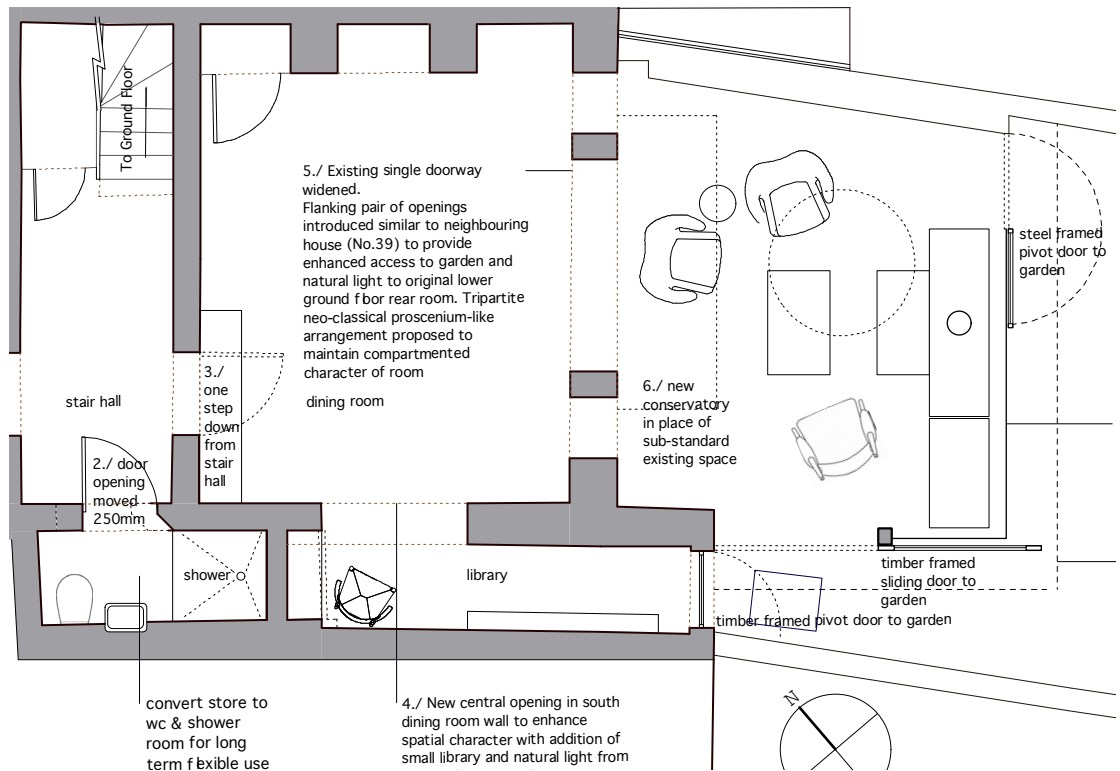 To Ground Floor
5./ Existing single doorway
widened.
Flanking pair of openings
introduced similar to neighbouring
house (No.39) to provide
enhanced access to garden and
natural light to original lower
ground floor rear room. Tripartite
neo-classical proscenium-like
arrangement proposed to
maintain compartmented
character of room
dining room
stair hall
3./
one
step
down
from
stair
hall
2./ door
opening
moved
250mm
6./ new
conservatory
in place of
sub-standard
existing space
steel framed
pivot door to
garden
shower
library
timber framed
sliding door to
garden
timber framed pivot door to garden
convert store to
wc & shower
room for long
term flexible use
4./ New central opening in south
dining room wall to enhance
spatial character with addition of
small library and natural light from
N